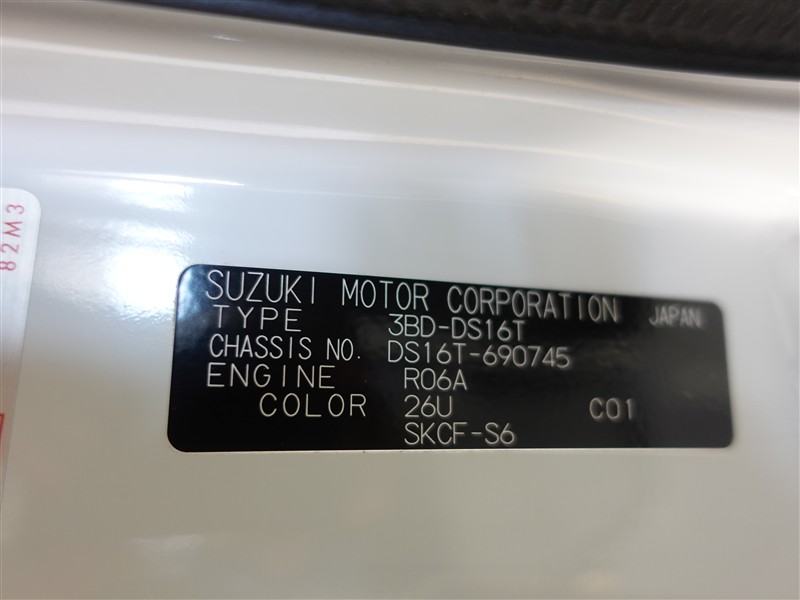 82M3
SUZUKI MOTOR CORPORATION JAPAN
TYPE 3BD-DS16T
CHASSIS NO. DS16T-690745
ENGINE R06A
COLOR 26U C01
SKCF-S6